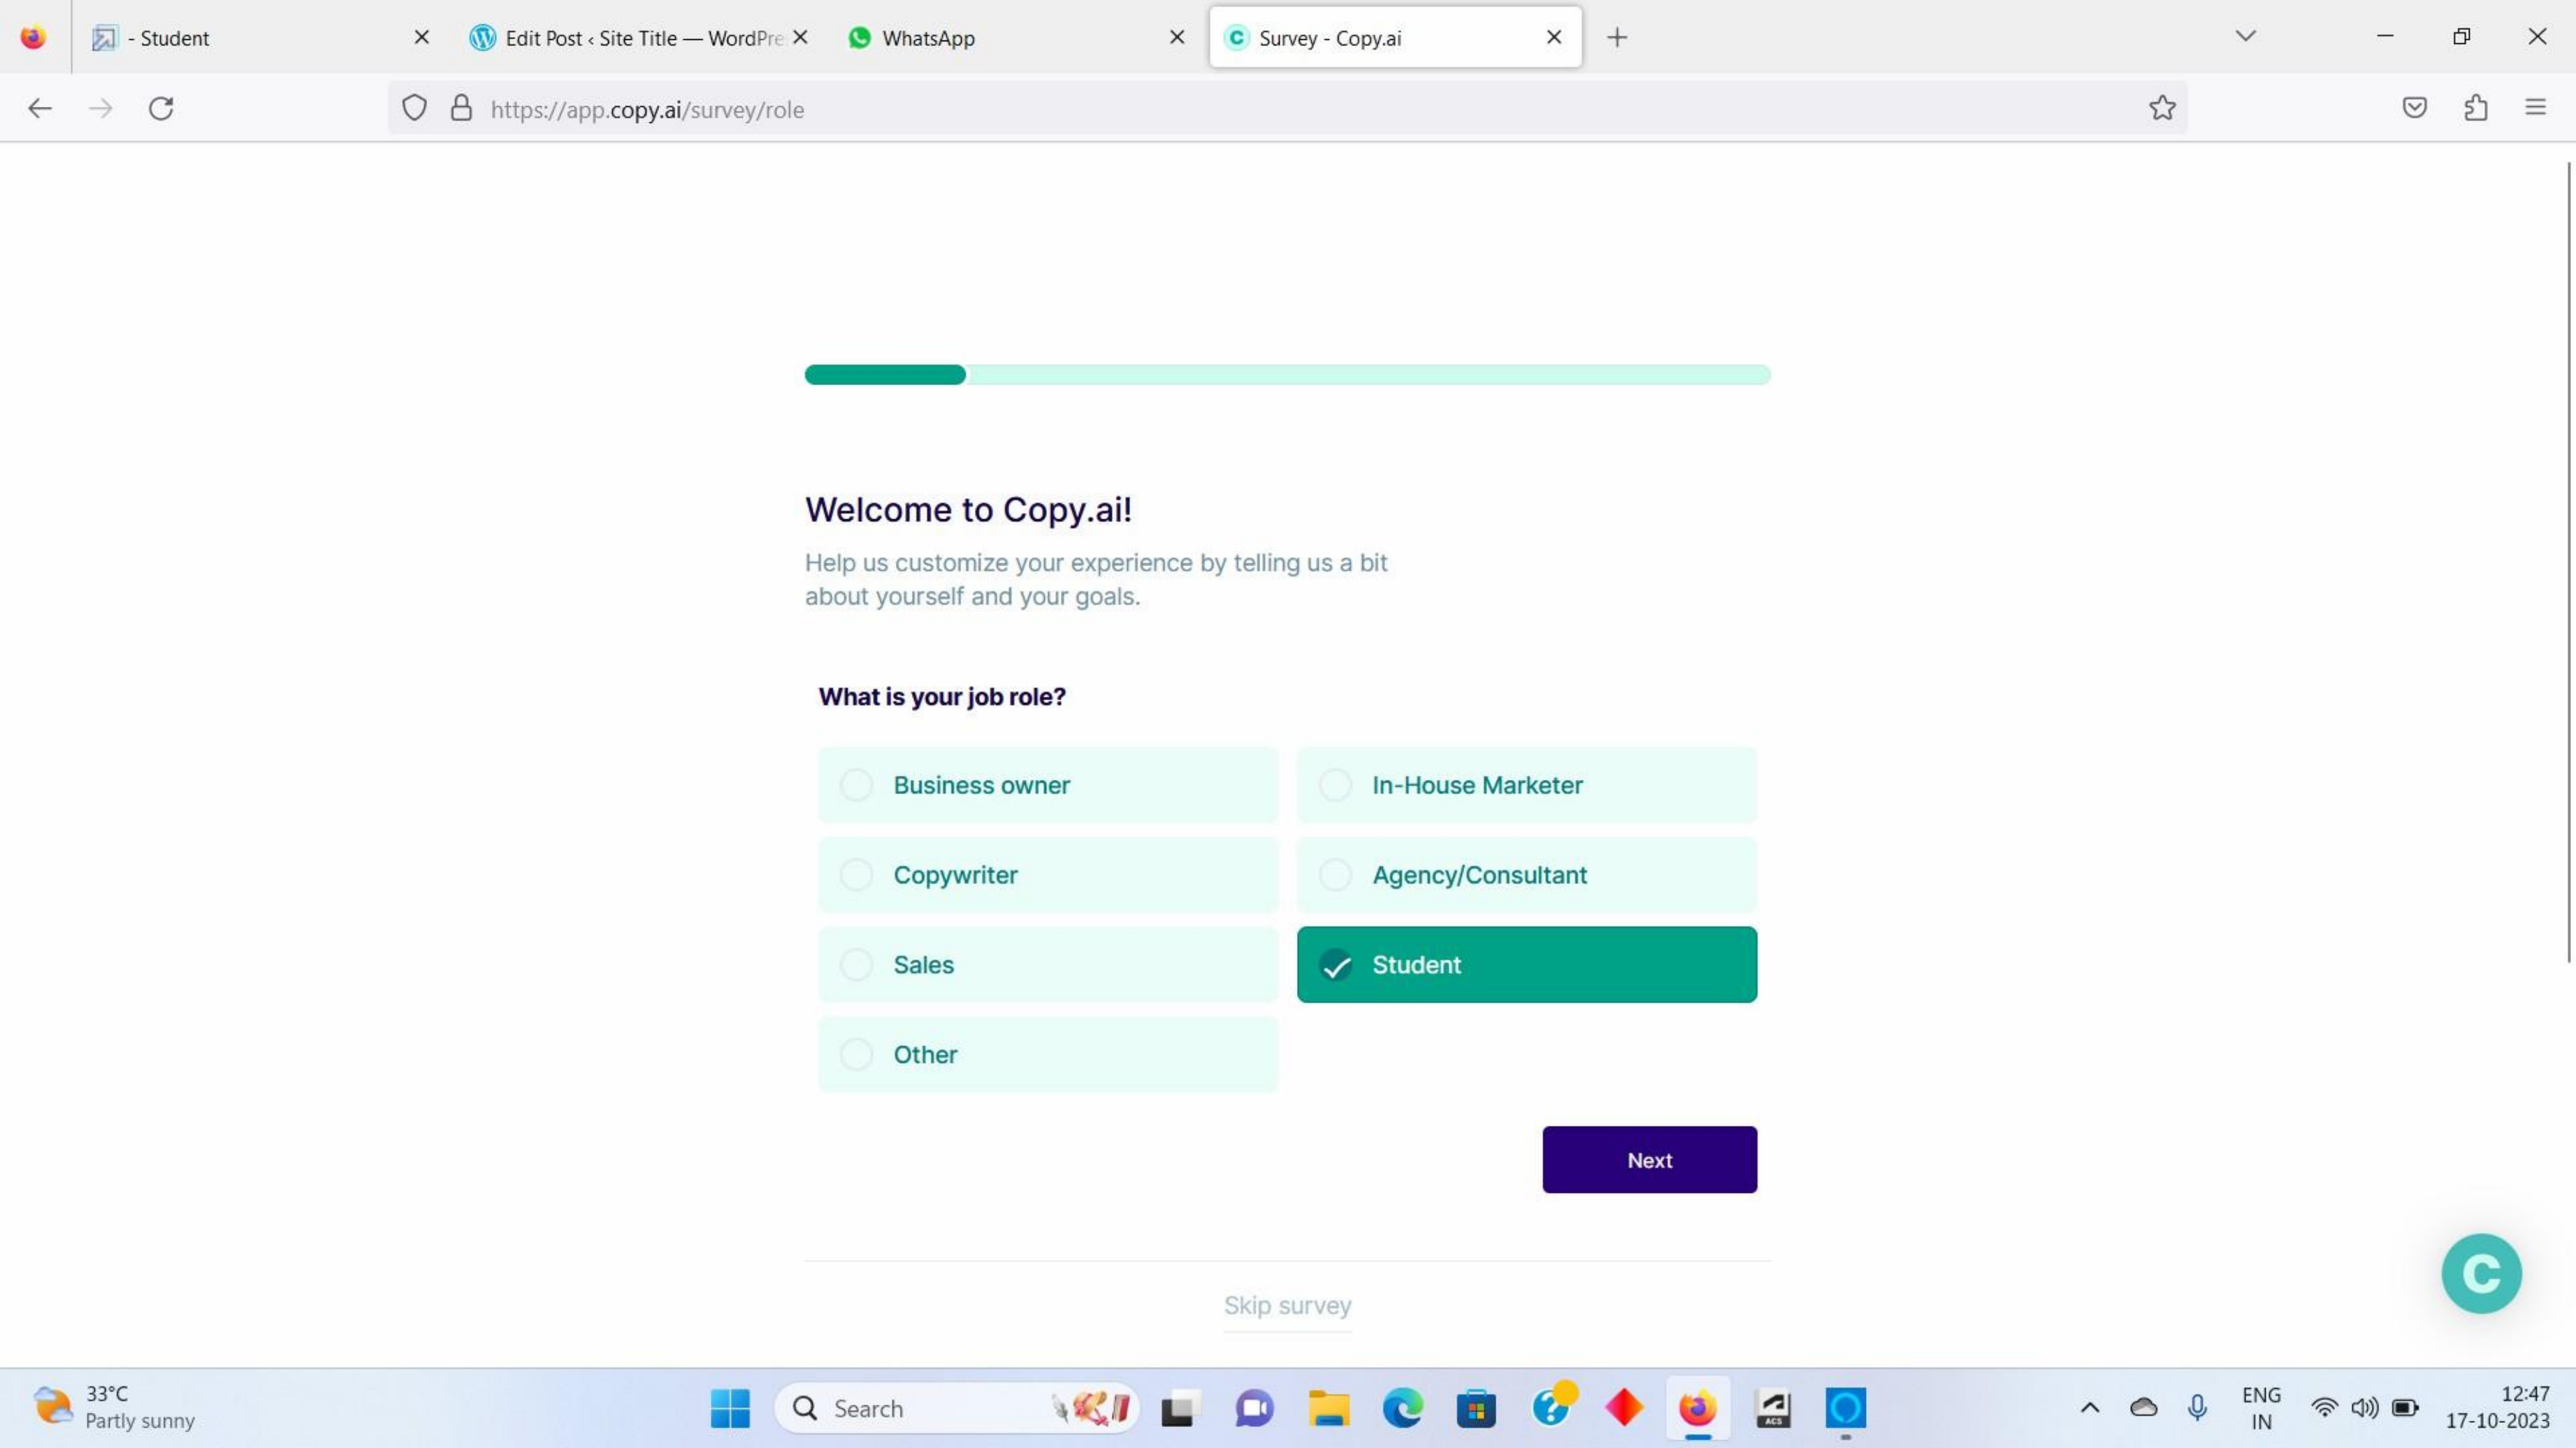 - Student
Edit Post ‹ Site Title — WordPre
WhatsApp
C Survey - Copy.ai
https://app.copy.ai/survey/role
Welcome to Copy.ai!
Help us customize your experience by telling us a bit
about yourself and your goals.
What is your job role?
Business owner
In-House Marketer
Copywriter
Agency/Consultant
Sales
Student
Other
Next
C
Skip survey
33°C
Partly sunny
Search
ACS
ENG
IN
12:47
17-10-2023